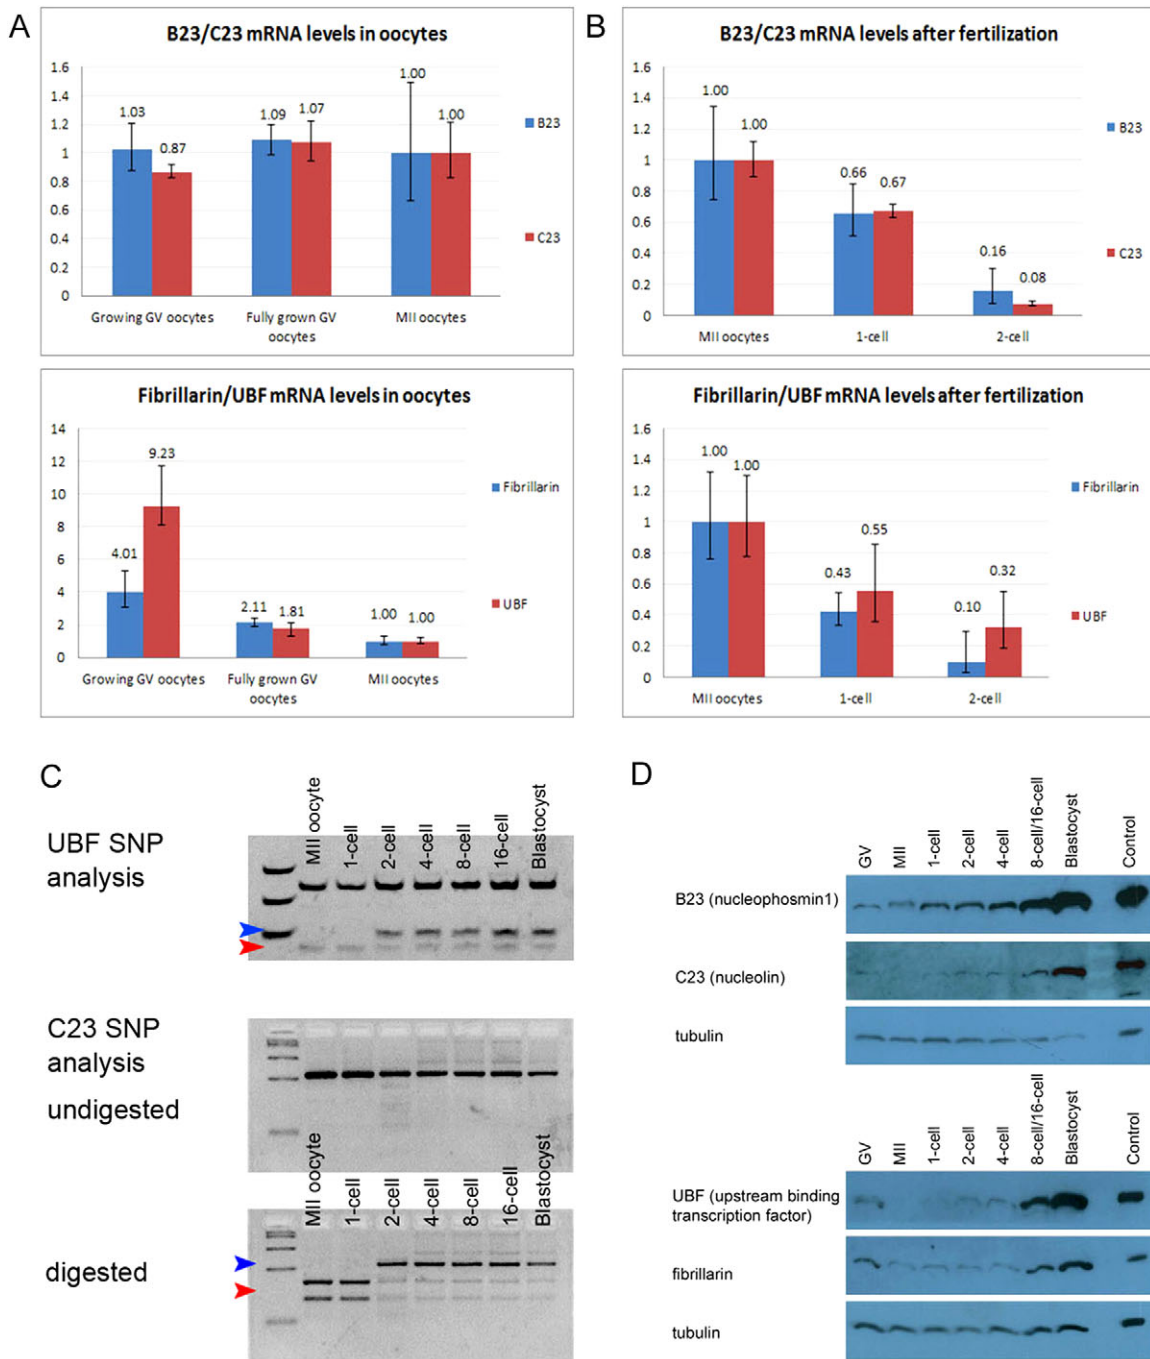 A
B23/C23 mRNA levels in oocytes
1.6
1.4
1.2
1
0.8
0.6
0.4
0.2
0
1.03
0.87
1.09
1.07
1.00
1.00
B23
C23
Growing GV oocytes
Fully grown GV
oocytes
MII oocytes
Fibrillarin/UBF mRNA levels in oocytes
14
12
10
8
6
4
2
0
4.01
9.23
2.11
1.81
1.00
1.00
Fibrillarin
UBF
Growing GV oocytes
Fully grown GV
oocytes
MII oocytes
B
B23/C23 mRNA levels after fertilization
1.6
1.4
1.2
1.0
0.8
0.6
0.4
0.2
0
1.00
1.00
0.66
0.67
0.16
0.08
B23
C23
MII oocytes
1-cell
2-cell
Fibrillarin/UBF mRNA levels after fertilization
1.6
1.4
1.2
1
0.8
0.6
0.4
0.2
0
1.00
1.00
0.43
0.55
0.10
0.32
Fibrillarin
UBF
MII oocytes
1-cell
2-cell
C
UBF SNP
analysis
MII oocyte
1-cell
2-cell
4-cell
8-cell
16-cell
Blastocyst
C23 SNP
analysis
undigested
MII oocyte
1-cell
2-cell
4-cell
8-cell
16-cell
Blastocyst
digested
D
GV
MII
1-cell
2-cell
4-cell
8-cell/16-cell
Blastocyst
Control
B23 (nucleophosmin1)
C23 (nucleolin)
tubulin
GV
MII
1-cell
2-cell
4-cell
8-cell/16-cell
Blastocyst
Control
UBF (upstream binding
transcription factor)
fibrillarin
tubulin